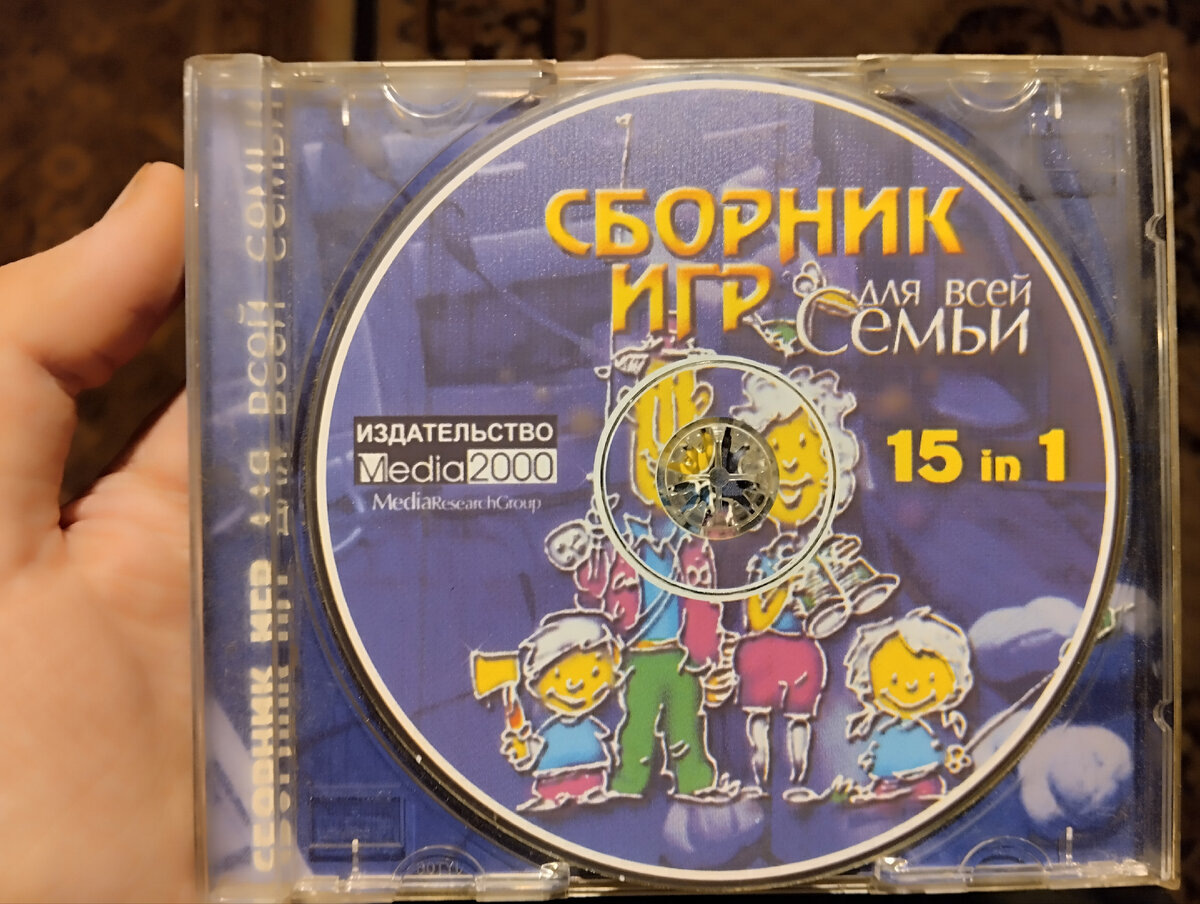 СБОРНИК
ИГР
для всей
Семьи
ИЗДАТЕЛЬСТВО
Media2000
MediaResearchGroup
15 in 1
СБОРНИК ИГР для всей семьи